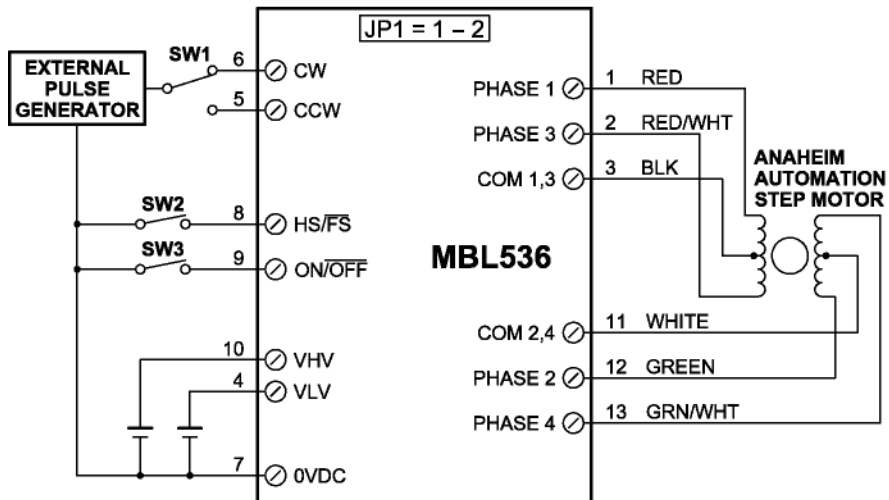 JP1 = 1 – 2
EXTERNAL
PULSE
GENERATOR
SW1
6
CW
5
CCW
SW2
8
HS/F̅S̅
SW3
9
ON/O̅F̅F̅
10
VHV
4
VLV
7
0VDC
MBL536
PHASE 1
1
RED
PHASE 3
2
RED/WHT
COM 1,3
3
BLK
ANAHEIM
AUTOMATION
STEP MOTOR
COM 2,4
11
WHITE
PHASE 2
12
GREEN
PHASE 4
13
GRN/WHT